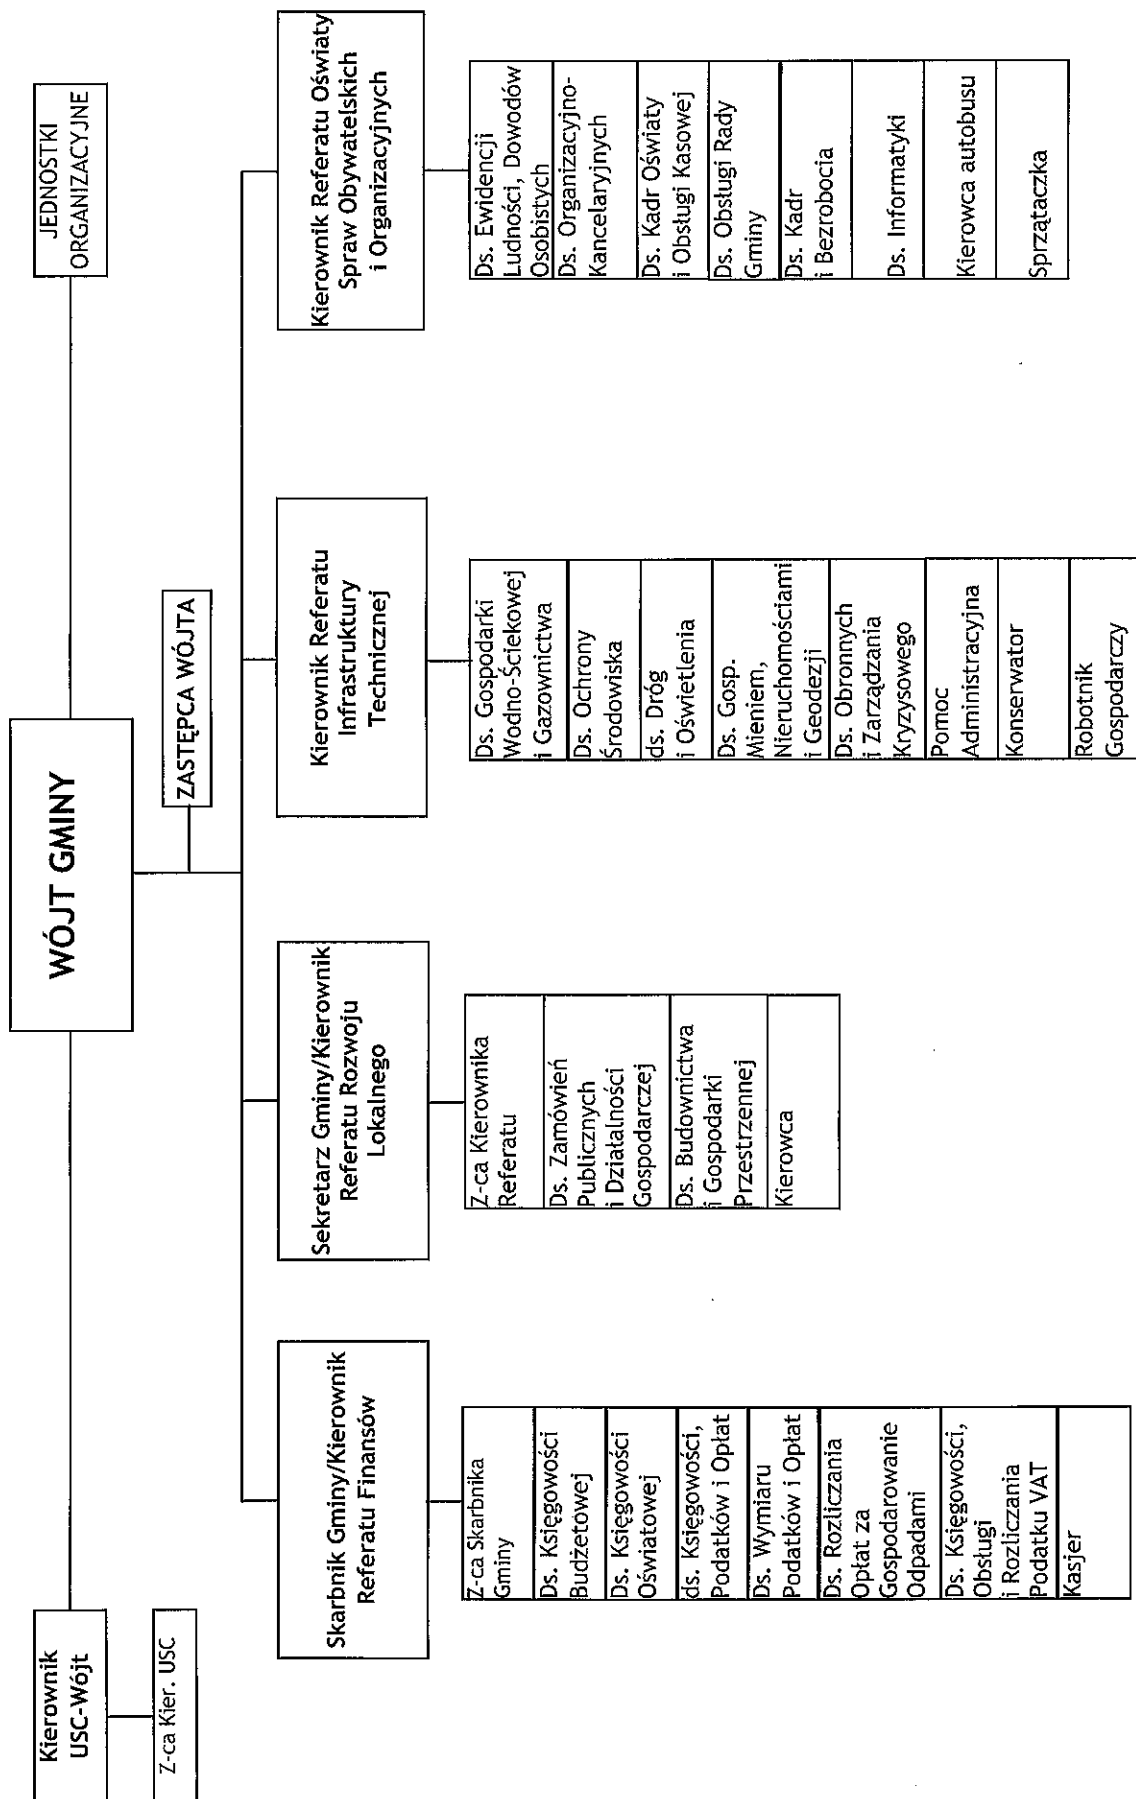 WÓJT GMINY
Kierownik
USC-Wójt
Z-ca Kier. USC
JEDNOSTKI
ORGANIZACYJNE
ZASTĘPCA WÓJTA
Skarbnik Gminy/Kierownik
Referatu Finansów
Z-ca Skarbnika
Gminy
Ds. Księgowości
Budżetowej
Ds. Księgowości
Oświatowej
ds. Księgowości,
Podatków i Opłat
Ds. Wymiaru
Podatków i Opłat
Ds. Rozliczania
Opłat za
Gospodarowanie
Odpadami
Ds. Księgowości,
Obsługi
i Rozliczania
Podatku VAT
Kasjer
Sekretarz Gminy/Kierownik
Referatu Rozwoju
Lokalnego
Z-ca Kierownika
Referatu
Ds. Zamówień
Publicznych
i Działalności
Gospodarczej
Ds. Budownictwa
i Gospodarki
Przestrzennej
Kierowca
Kierownik Referatu
Infrastruktury
Technicznej
Ds. Gospodarki
Wodno-Ściekowej
i Gazownictwa
Ds. Ochrony
Środowiska
ds. Dróg
i Oświetlenia
Ds. Gosp.
Mieniem,
Nieruchomościami
i Geodezji
Ds. Obronnych
i Zarządzania
Kryzysowego
Pomoc
Administracyjna
Konserwator
Robotnik
Gospodarczy
Kierownik Referatu Oświaty
Spraw Obywatelskich
i Organizacyjnych
Ds. Ewidencji
Ludności, Dowodów
Osobistych
Ds. Organizacyjno-
Kancelaryjnych
Ds. Kadr Oświaty
i Obsługi Kasowej
Ds. Obsługi Rady
Gminy
Ds. Kadr
i Bezrobocia
Ds. Informatyki
Kierowca autobusu
Sprzątaczka